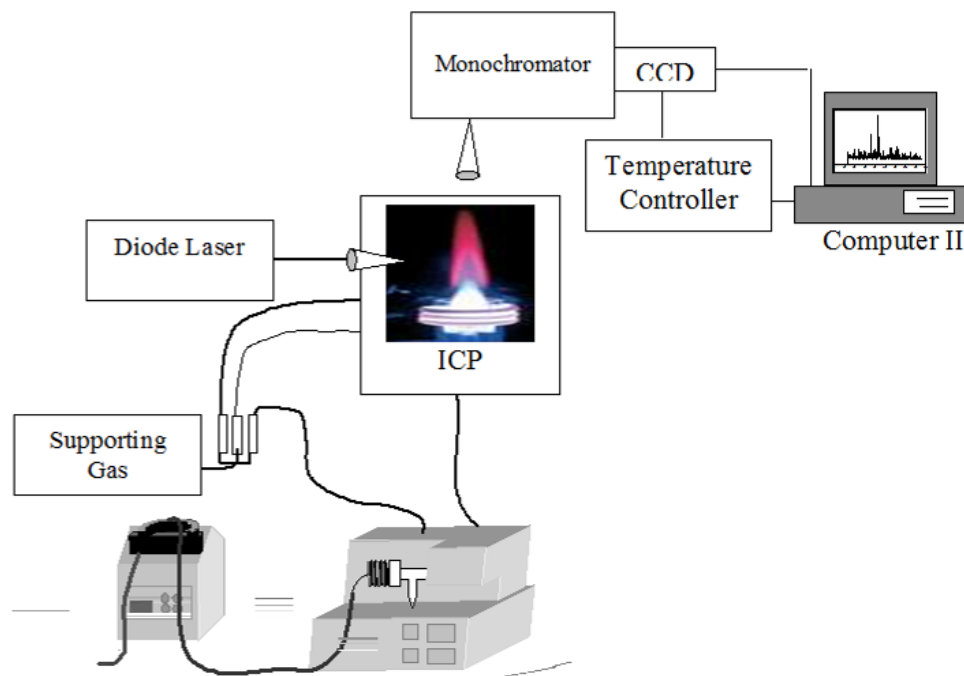 Monochromator
CCD
Temperature
Controller
Computer II
Diode Laser
ICP
Supporting
Gas